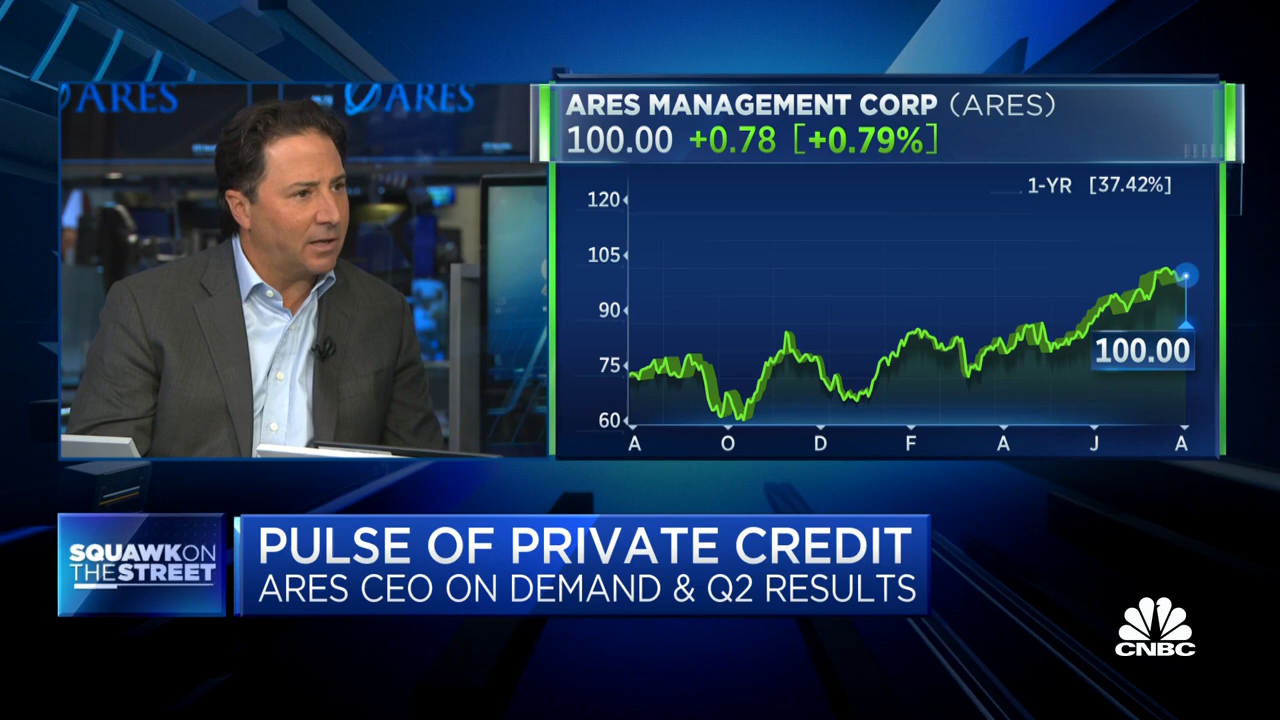 ARES
ARES
ARES MANAGEMENT CORP (ARES)
100.00 +0.78 [+0.79%]
1-YR [37.42%]
120
105
90
75
60
100.00
A O D F A J A
SQUAWK ON
THE STREET
PULSE OF PRIVATE CREDIT
ARES CEO ON DEMAND & Q2 RESULTS
CNBC